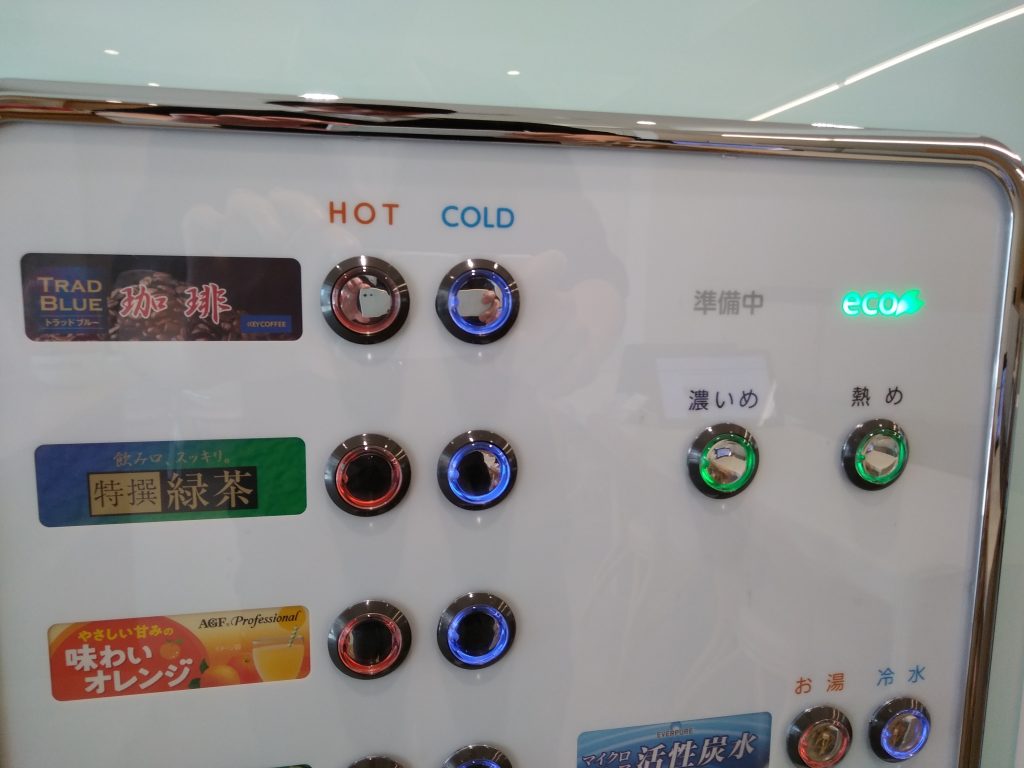 HOT COLD
TRAD
BLUE
トラッドブルー
珈琲
KEYCOFFEE
準備中
eco
濃いめ
熱め
飲み口、スッキリ。
特撰 緑茶
AGF Professional
やさしい甘みの
味わい
オレンジ
お湯
冷水
EVERPURE
マイクロ
活性炭水